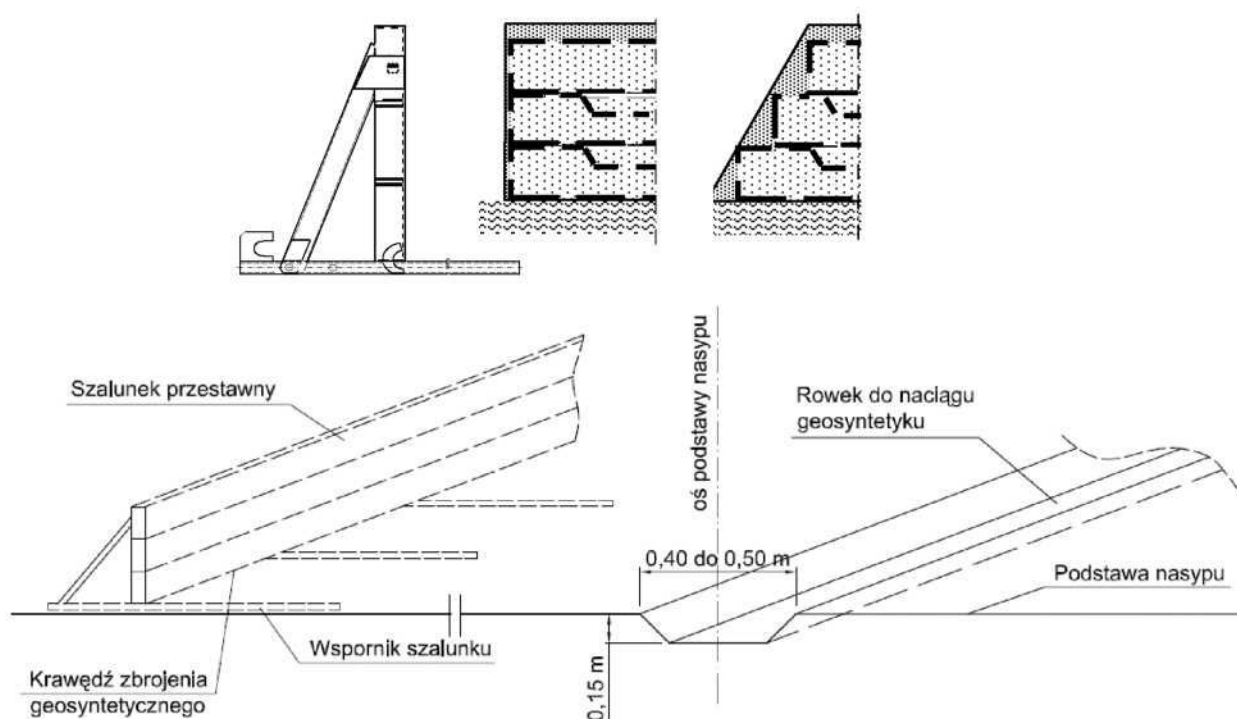 Szalunek przestawny
oś podstawy nasypu
Rowek do naciągu
geosyntetyku
0,40 do 0,50 m
Podstawa nasypu
Wspornik szalunku
0,15 m
Krawędź zbrojenia
geosyntetycznego